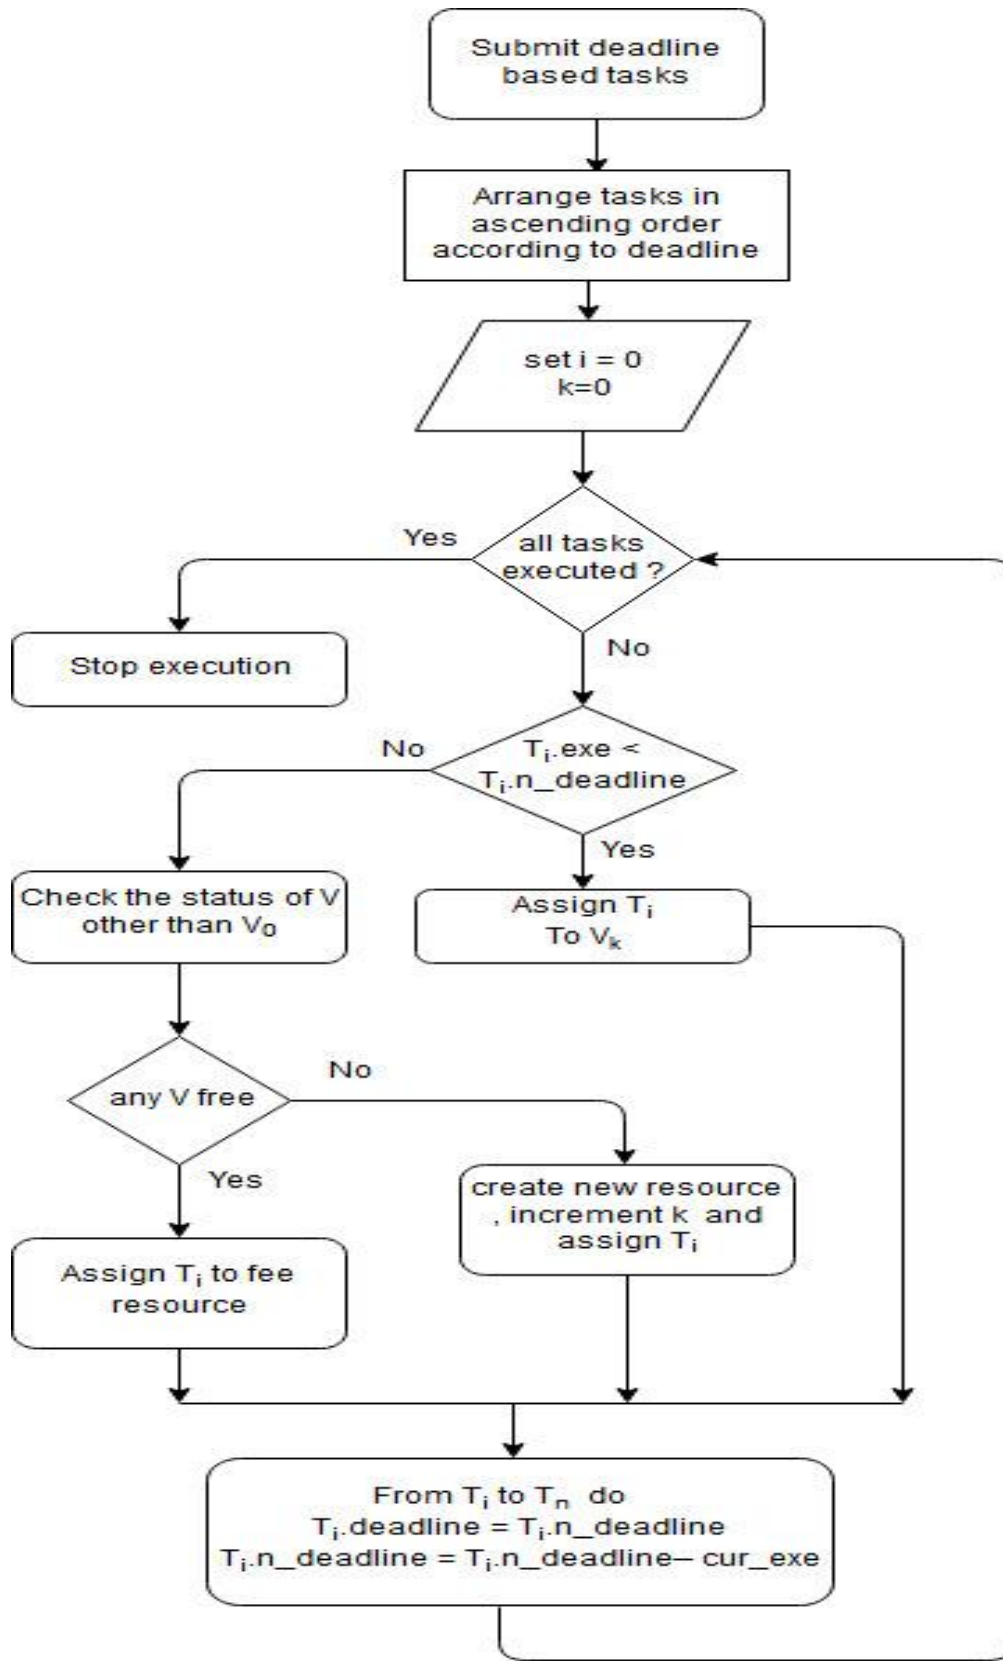 Submit deadline
based tasks
Arrange tasks in
ascending order
according to deadline
set i = 0
k=0
Yes
all tasks
executed ?
No
Stop execution
No
Tᵢ.exe <
Tᵢ.n_deadline
Yes
Check the status of V
other than V₀
Assign Tᵢ
To Vₖ
No
any V free
Yes
create new resource
, increment k and
assign Tᵢ
Assign Tᵢ to fee
resource
From Tᵢ to Tₙ do
Tᵢ.deadline = Tᵢ.n_deadline
Tᵢ.n_deadline = Tᵢ.n_deadline– cur_exe